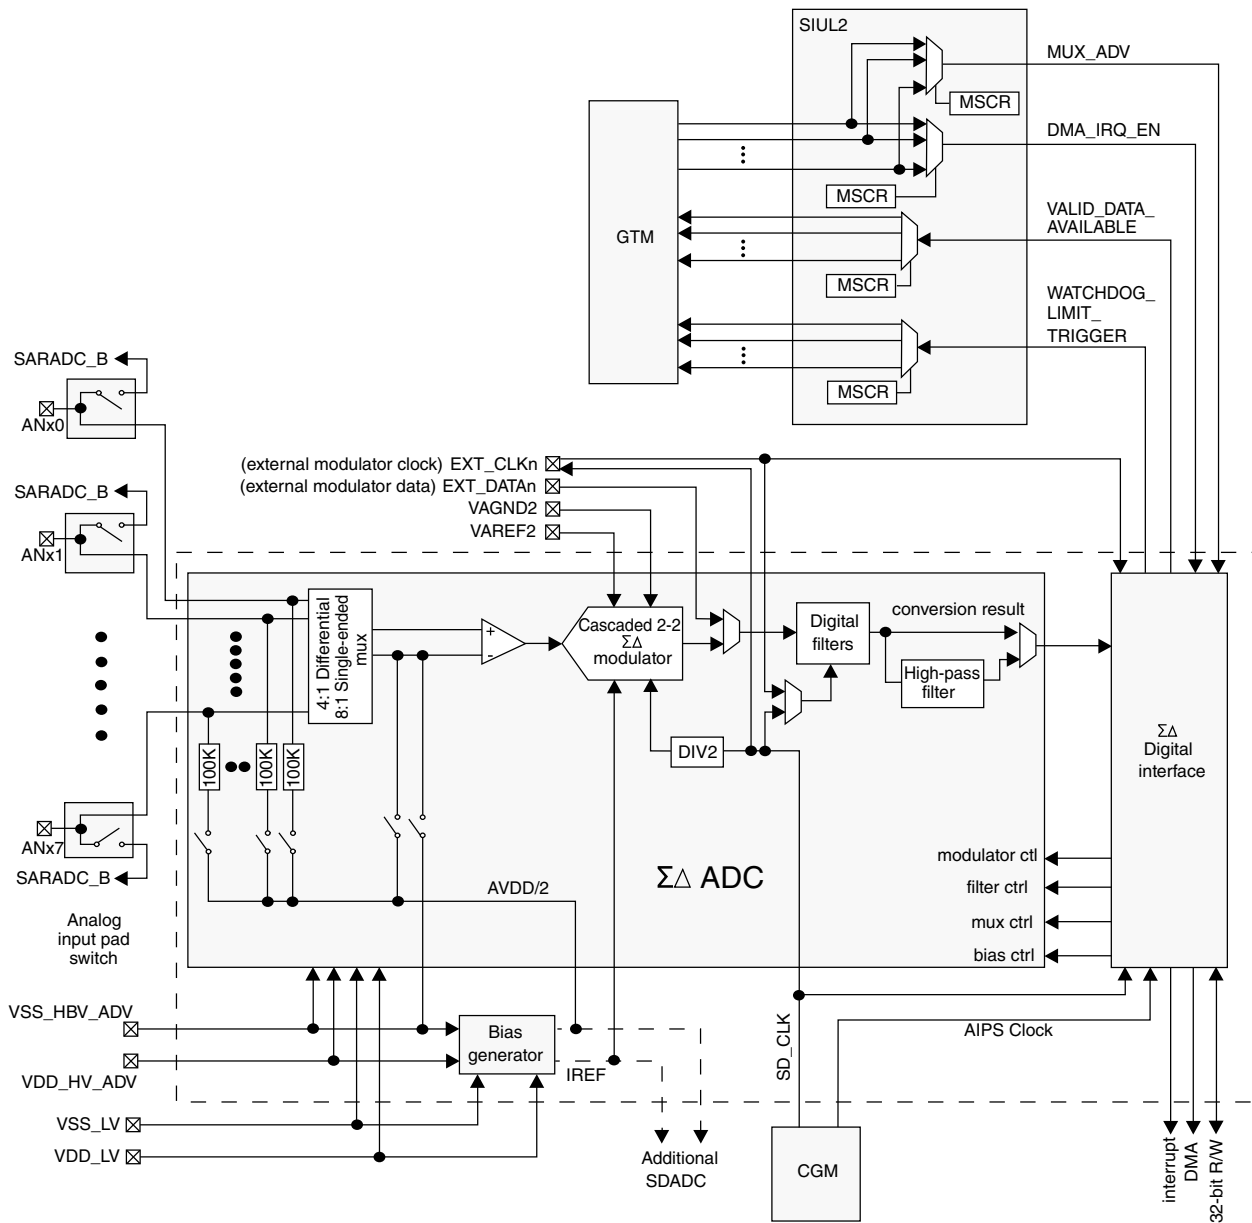 SIUL2
MUX_ADV
MSCR
DMA_IRQ_EN
MSCR
GTM
VALID_DATA_
AVAILABLE
MSCR
WATCHDOG_
LIMIT_
TRIGGER
MSCR
SARADC_B
ANx0
(external modulator clock) EXT_CLKn
(external modulator data) EXT_DATAn
VAGND2
VAREF2
SARADC_B
ANx1
4:1 Differential
8:1 Single-ended
mux
+
-
Cascaded 2-2
ΣΔ
modulator
Digital
filters
conversion result
High-pass
filter
DIV2
ΣΔ
Digital
interface
100K
100K
100K
ANx7
SARADC_B
AVDD/2
ΣΔ ADC
modulator ctl
filter ctrl
mux ctrl
bias ctrl
Analog
input pad
switch
VSS_HBV_ADV
VDD_HV_ADV
VSS_LV
VDD_LV
Bias
generator
IREF
SD_CLK
AIPS Clock
Additional
SDADC
CGM
interrupt
DMA
32-bit R/W